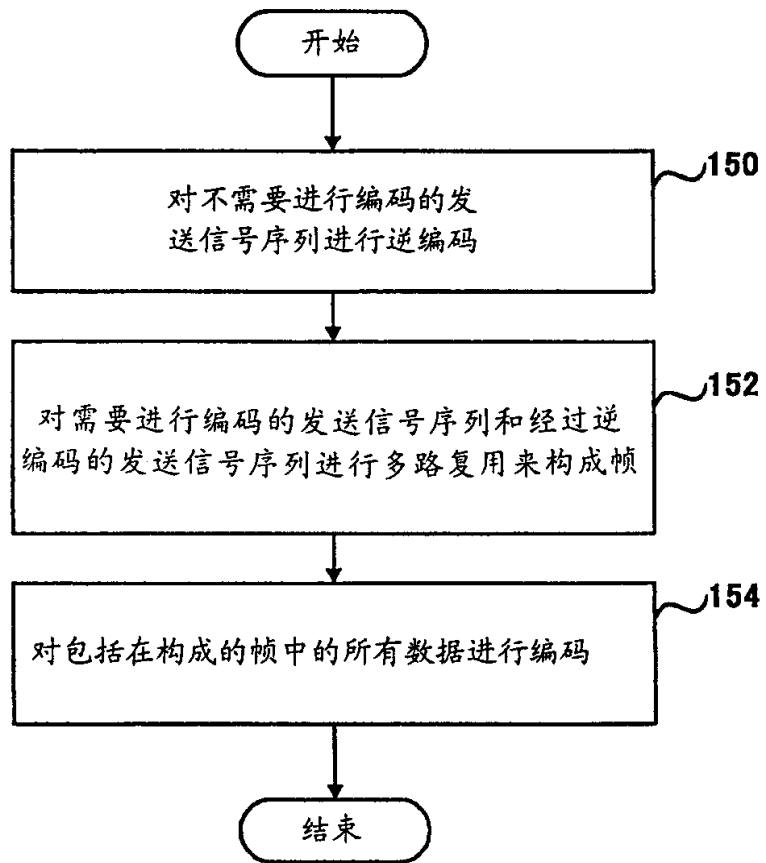 开始
150
对不需要进行编码的发
送信号序列进行逆编码
152
对需要进行编码的发送信号序列和经过逆
编码的发送信号序列进行多路复用来构成帧
154
对包括在构成的帧中的所有数据进行编码
结束